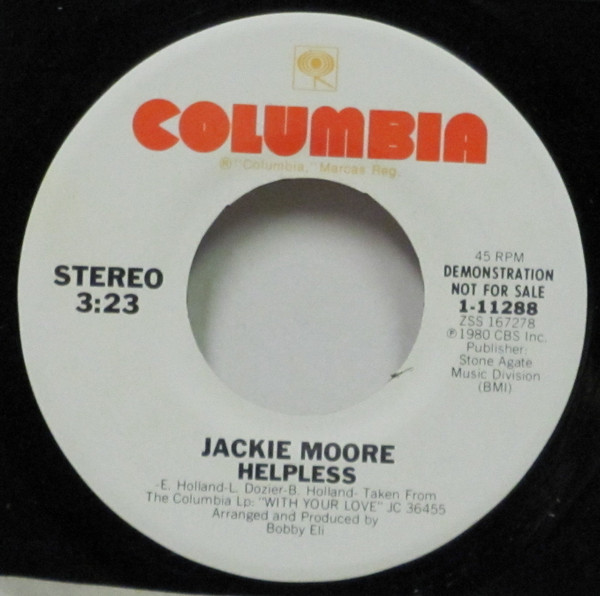 COLUMBIA
® "Columbia," Marcas Reg.
STEREO
3:23
45 RPM
DEMONSTRATION
NOT FOR SALE
1-11288
ZSS 167278
℗1980 CBS Inc.
Publisher:
Stone Agate
Music Division
(BMI)
JACKIE MOORE
HELPLESS
-E. Holland-L. Dozier-B. Holland- Taken From
The Columbia Lp: "WITH YOUR LOVE" JC 36455
Arranged and Produced by
Bobby Eli